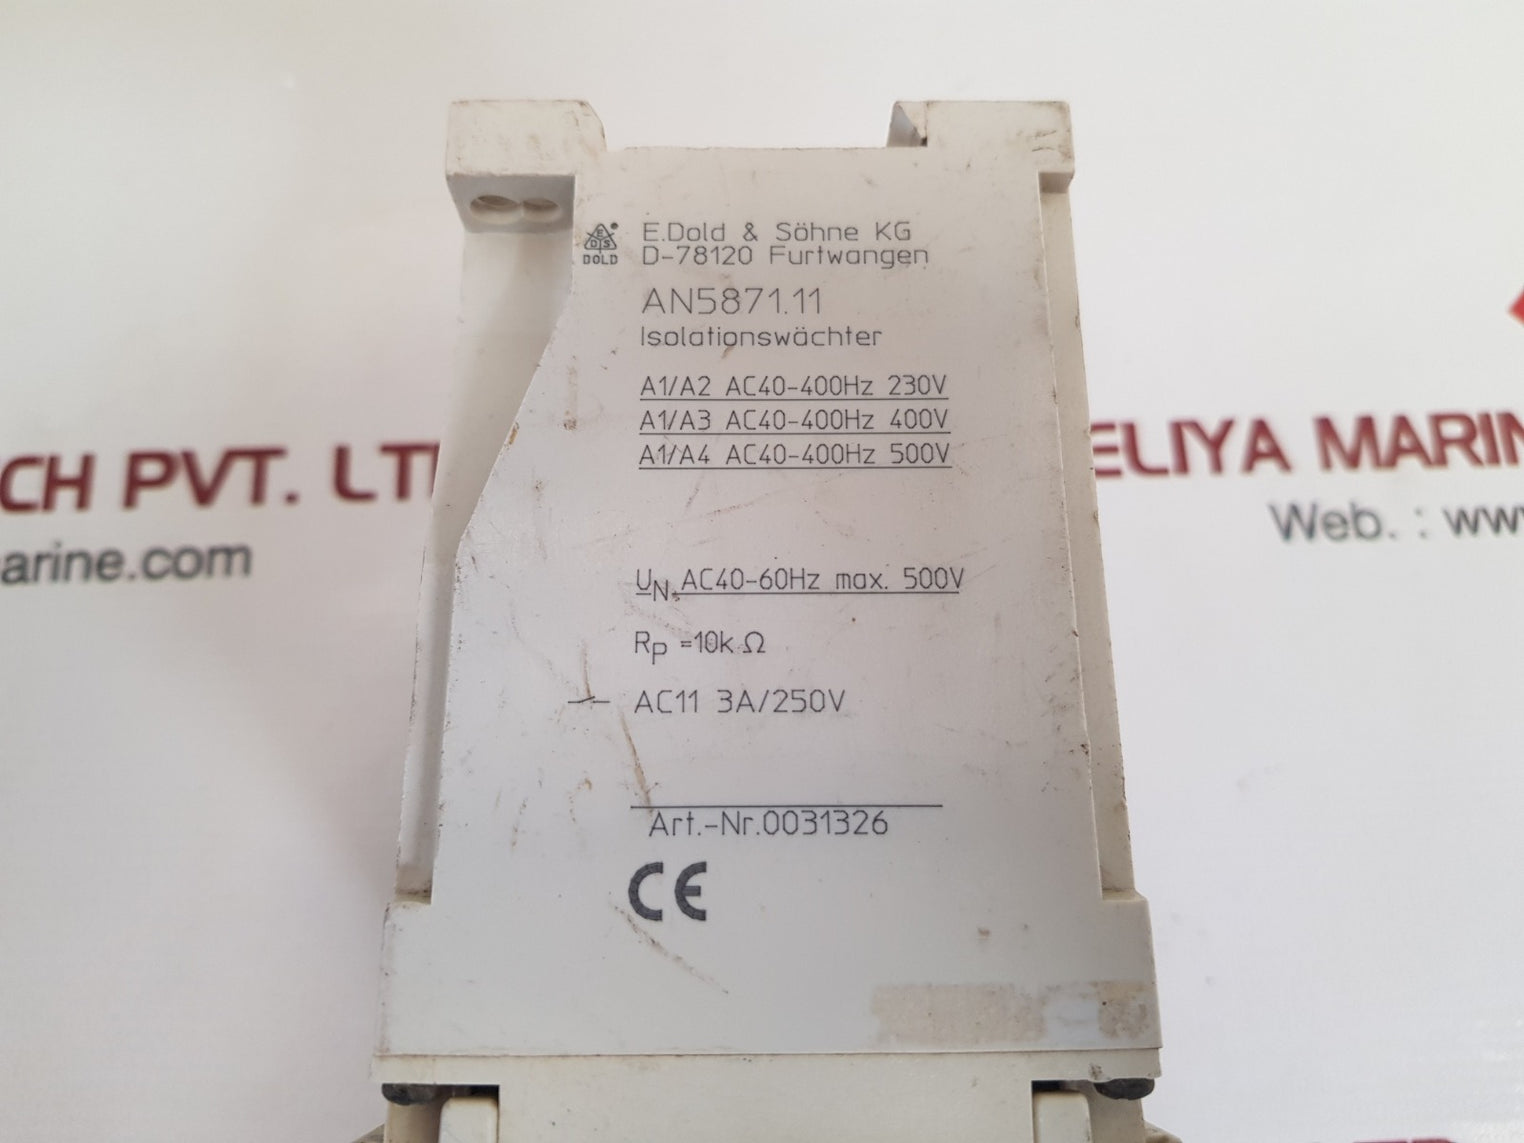 E.Dold & Söhne KG
D-78120 Furtwangen
E
D S
DOLD
AN5871.11
Isolationswächter
A1/A2 AC40-400Hz 230V
A1/A3 AC40-400Hz 400V
A1/A4 AC40-400Hz 500V
UN AC40-60Hz max. 500V
Rp =10kΩ
AC11 3A/250V
Art.-Nr.0031326
CE
CH PVT. LT
arine.com
ELIYA MARIN
Web. : www